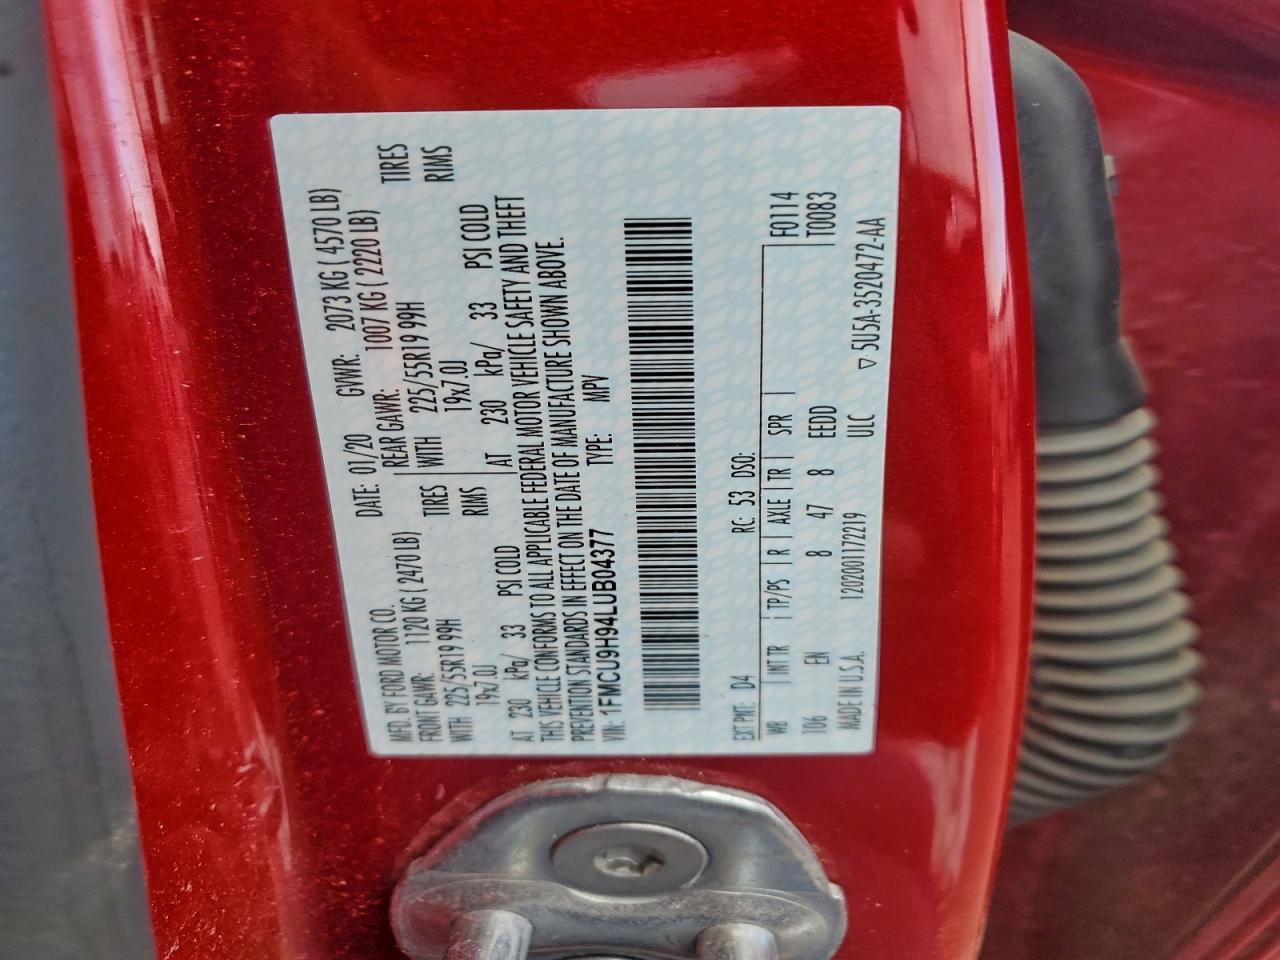 MFD. BY FORD MOTOR CO.
DATE: 01/20 GVWR: 2073 KG ( 4570 LB)
FRONT GAWR: 1120 KG ( 2470 LB) REAR GAWR: 1007 KG ( 2220 LB)
WITH 225/55R19 99H TIRES WITH 225/55R19 99H TIRES
19x7.0J RIMS 19x7.0J RIMS
AT 230 kPa/ 33 PSI COLD AT 230 kPa/ 33 PSI COLD
THIS VEHICLE CONFORMS TO ALL APPLICABLE FEDERAL MOTOR VEHICLE SAFETY AND THEFT
PREVENTION STANDARDS IN EFFECT ON THE DATE OF MANUFACTURE SHOWN ABOVE.
VIN: 1FMCU9H94LUB04377 TYPE: MPV
EXT PNT: D4 RC: 53 DSO:
WB | INT TR | TP/PS | R | AXLE | TR | SPR | F0114
106 EN 8 47 8 EEDD T0083
MADE IN U.S.A. 120200117221​9 ULC
▽ 5U5A-3520472-AA